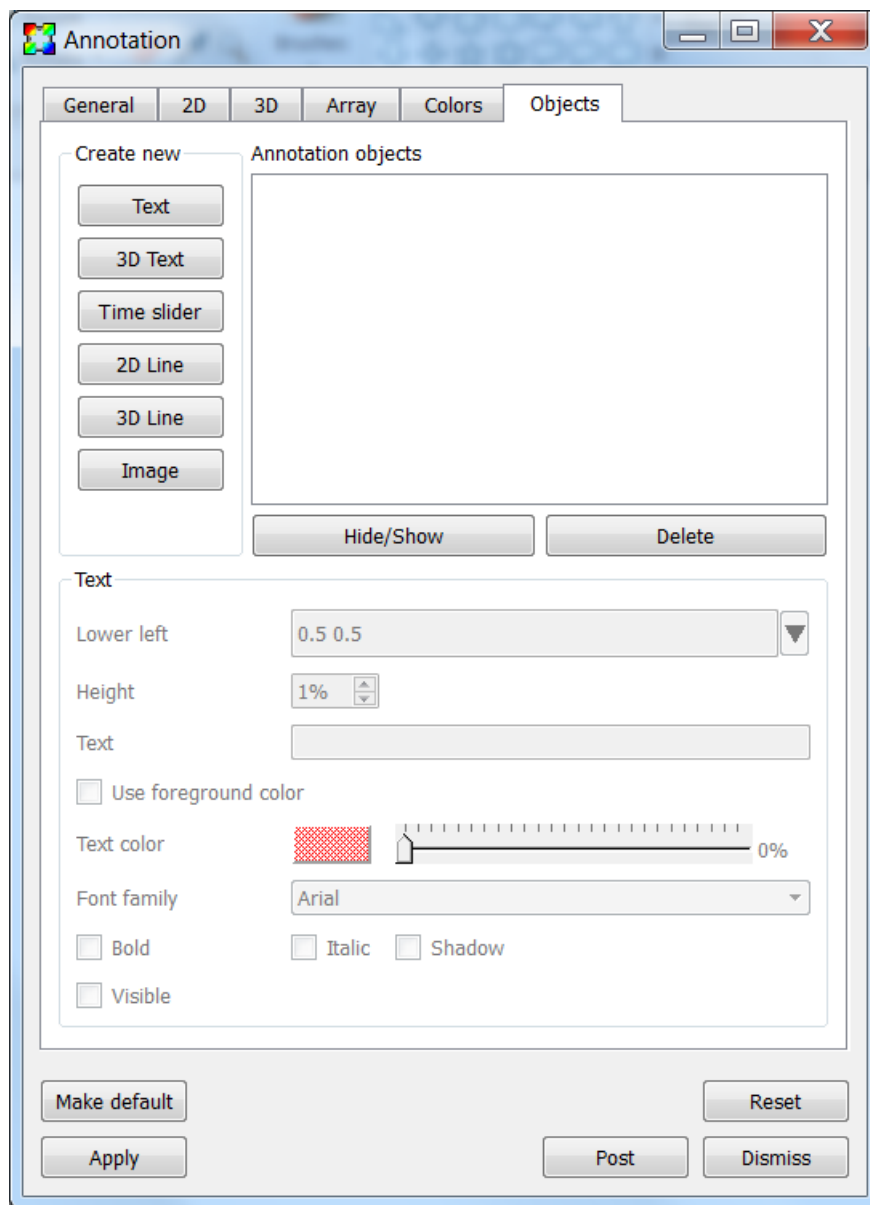 Annotation
General 2D 3D Array Colors Objects
Create new Annotation objects
Text
3D Text
Time slider
2D Line
3D Line
Image
Hide/Show Delete
Text
Lower left 0.5 0.5
Height 1%
Text
Use foreground color
Text color 0%
Font family Arial
Bold Italic Shadow
Visible
Make default Reset
Apply Post Dismiss